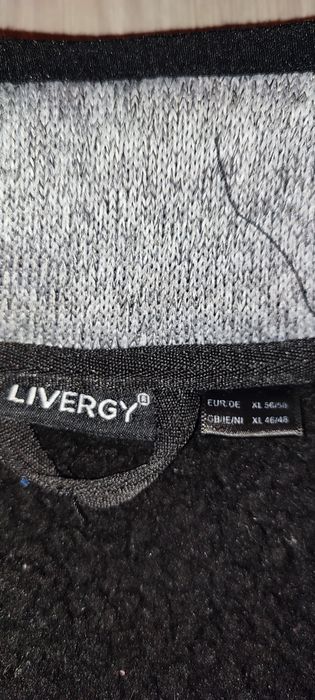 LIVERGY
EUR/DE XL 56/58
GB/IE/NI XL 46/48